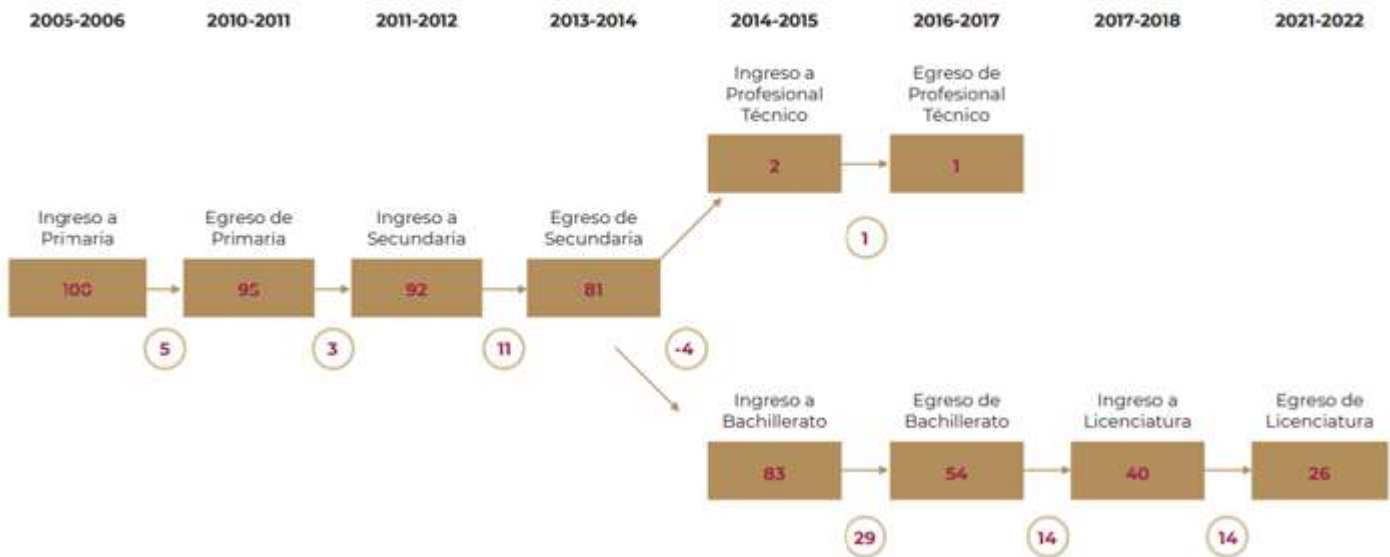 2005-2006 2010-2011 2011-2012 2013-2014 2014-2015 2016-2017 2017-2018 2021-2022
Ingreso a
Profesional
Técnico
2
Egreso de
Profesional
Técnico
1
1
Ingreso a
Primaria
100
Egreso de
Primaria
95
Ingreso a
Secundaria
92
Egreso de
Secundaria
81
5
3
11
-4
Ingreso a
Bachillerato
83
Egreso de
Bachillerato
54
Ingreso a
Licenciatura
40
Egreso de
Licenciatura
26
29
14
14